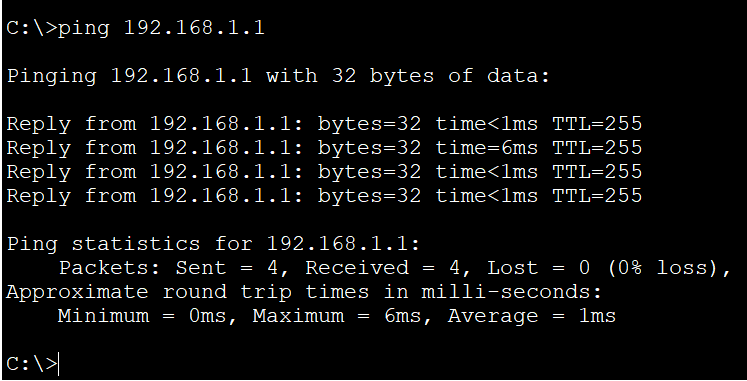 C:\>ping 192.168.1.1
Pinging 192.168.1.1 with 32 bytes of data:
Reply from 192.168.1.1: bytes=32 time<1ms TTL=255
Reply from 192.168.1.1: bytes=32 time=6ms TTL=255
Reply from 192.168.1.1: bytes=32 time<1ms TTL=255
Reply from 192.168.1.1: bytes=32 time<1ms TTL=255
Ping statistics for 192.168.1.1:
    Packets: Sent = 4, Received = 4, Lost = 0 (0% loss),
Approximate round trip times in milli-seconds:
    Minimum = 0ms, Maximum = 6ms, Average = 1ms
C:\>